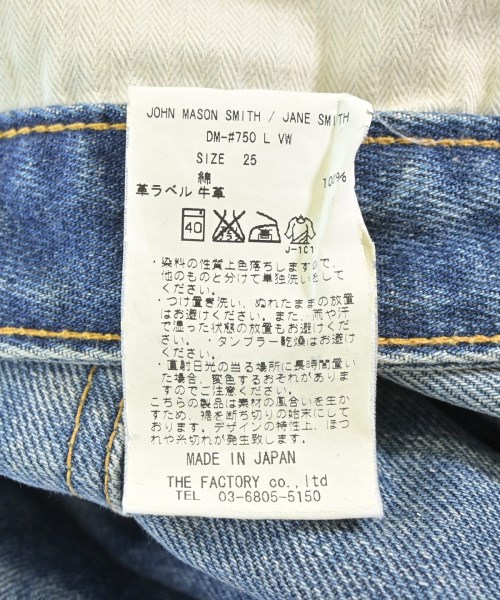 JOHN MASON SMITH / JANE SMITH
DM-#750 L VW
SIZE 25
綿 100%
革ラベル 牛革
40 エンソサラシ
J-101
・染料の性質上色落ちしますので、
他のものと分けて単独洗いをして
ください。
・つけ置き洗い、ぬれたままの放置
はお避けください。また、雨や汗
で湿った状態の放置もお避けくだ
さい。・タンブラー乾燥はお避け
ください。
・直射日光の当る場所に長時間置い
た場合、変色するおそれがありま
すのでご注意ください。
こちらの製品は素材の風合いを生か
すため、裾を断ち切りの始末にして
おります。デザインの特性上、ほつ
れや糸切れが発生致します。
MADE IN JAPAN
THE FACTORY co.,ltd
TEL 03-6805-5150